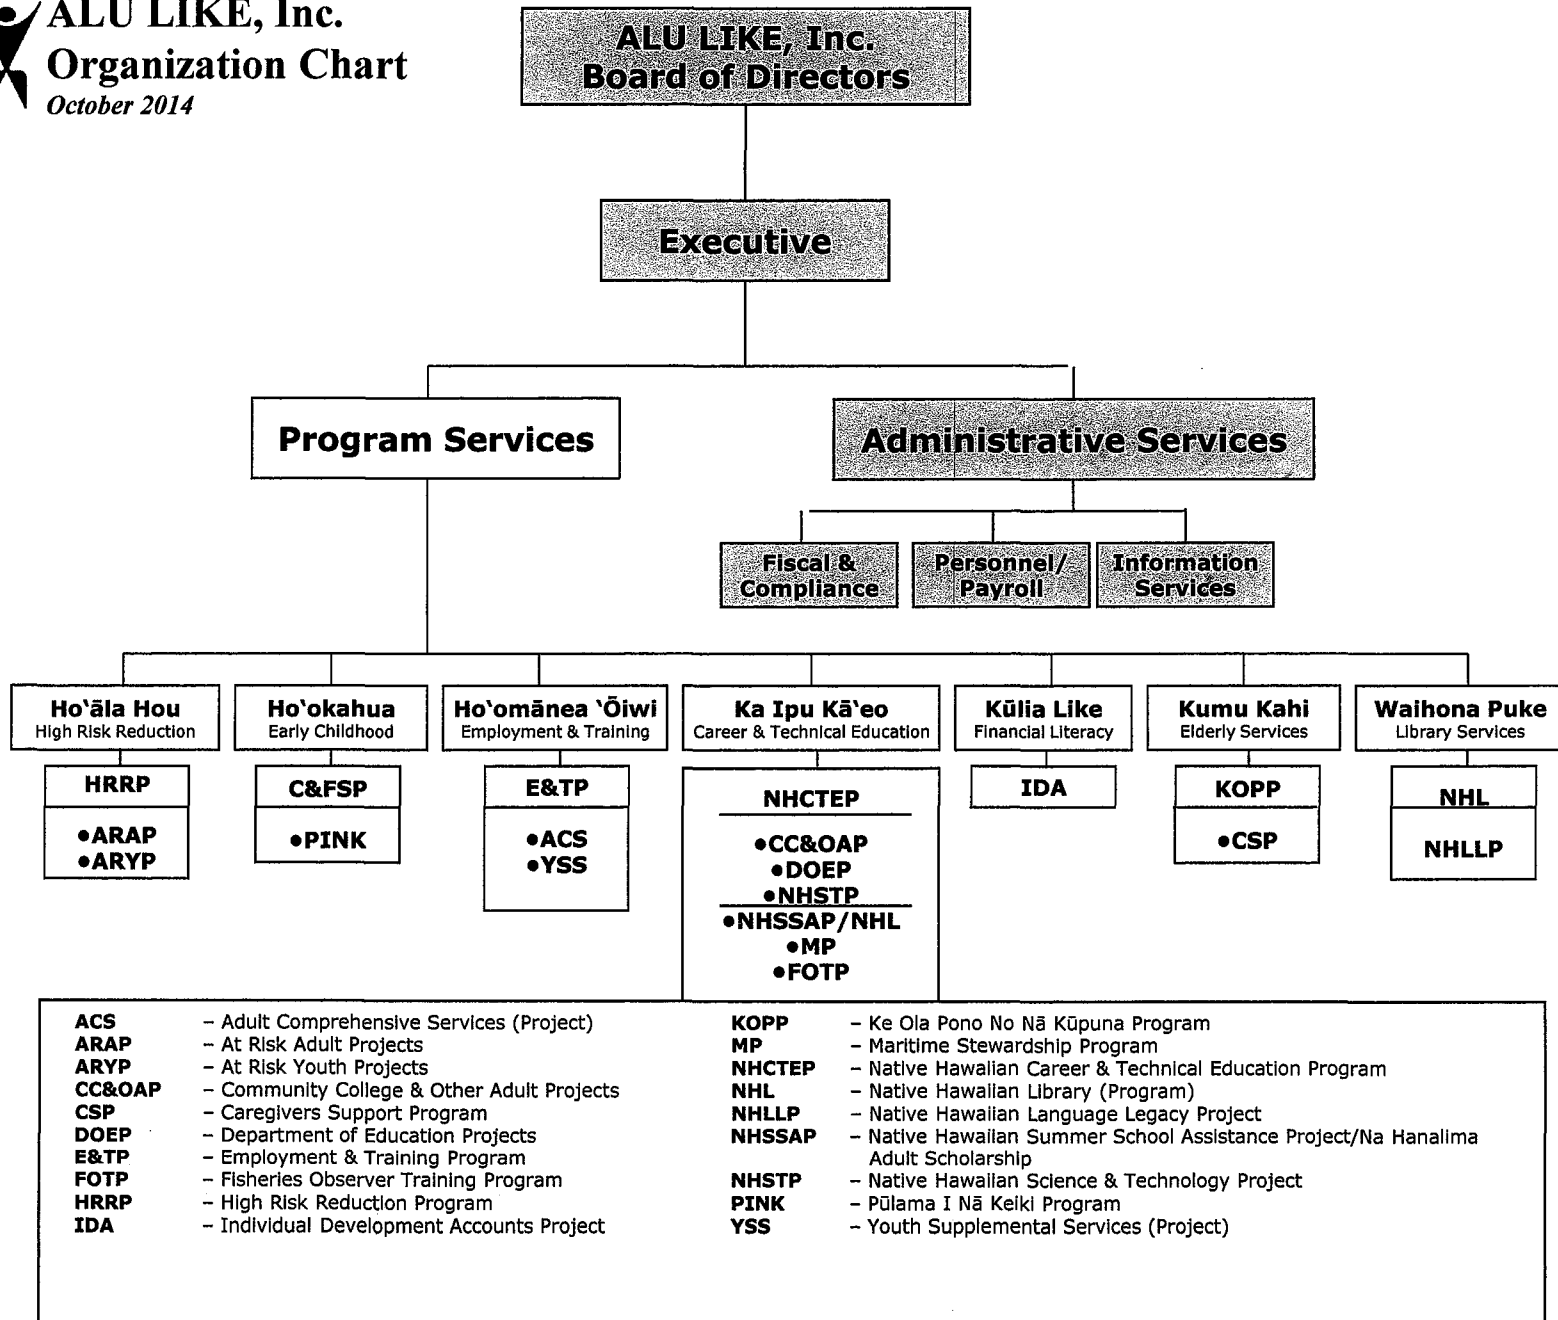 ALU LIKE, Inc.
Organization Chart
October 2014
ALU LIKE, Inc.
Board of Directors
Executive
Program Services
Administrative Services
Fiscal &
Compliance
Personnel/
Payroll
Information
Services
Hoʻāla Hou
High Risk Reduction
Hoʻokahua
Early Childhood
Hoʻomānea ʻŌiwi
Employment & Training
Ka Ipu Kāʻeo
Career & Technical Education
Kūlia Like
Financial Literacy
Kumu Kahi
Elderly Services
Waihona Puke
Library Services
HRRP
●ARAP
●ARYP
C&FSP
●PINK
E&TP
●ACS
●YSS
NHCTEP
●CC&OAP
●DOEP
●NHSTP
●NHSSAP/NHL
●MP
●FOTP
IDA
KOPP
●CSP
NHL
NHLLP
ACS – Adult Comprehensive Services (Project)
ARAP – At Risk Adult Projects
ARYP – At Risk Youth Projects
CC&OAP – Community College & Other Adult Projects
CSP – Caregivers Support Program
DOEP – Department of Education Projects
E&TP – Employment & Training Program
FOTP – Fisheries Observer Training Program
HRRP – High Risk Reduction Program
IDA – Individual Development Accounts Project
KOPP – Ke Ola Pono No Nā Kūpuna Program
MP – Maritime Stewardship Program
NHCTEP – Native Hawaiian Career & Technical Education Program
NHL – Native Hawaiian Library (Program)
NHLLP – Native Hawaiian Language Legacy Project
NHSSAP – Native Hawaiian Summer School Assistance Project/Na Hanalima
Adult Scholarship
NHSTP – Native Hawaiian Science & Technology Project
PINK – Pūlama I Nā Keiki Program
YSS – Youth Supplemental Services (Project)